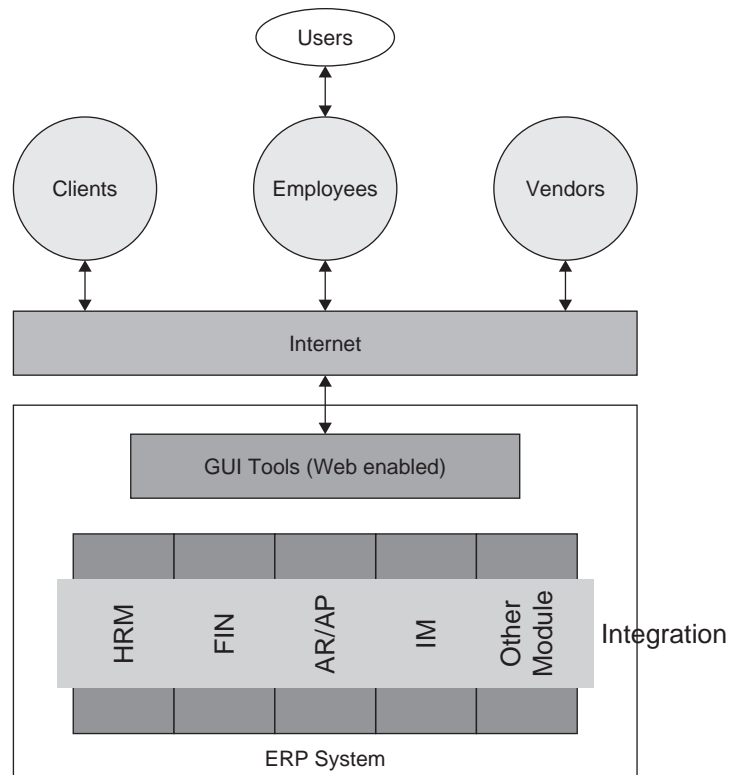 Users
Clients
Employees
Vendors
Internet
GUI Tools (Web enabled)
HRM
FIN
AR/AP
IM
Other
Module
Integration
ERP System